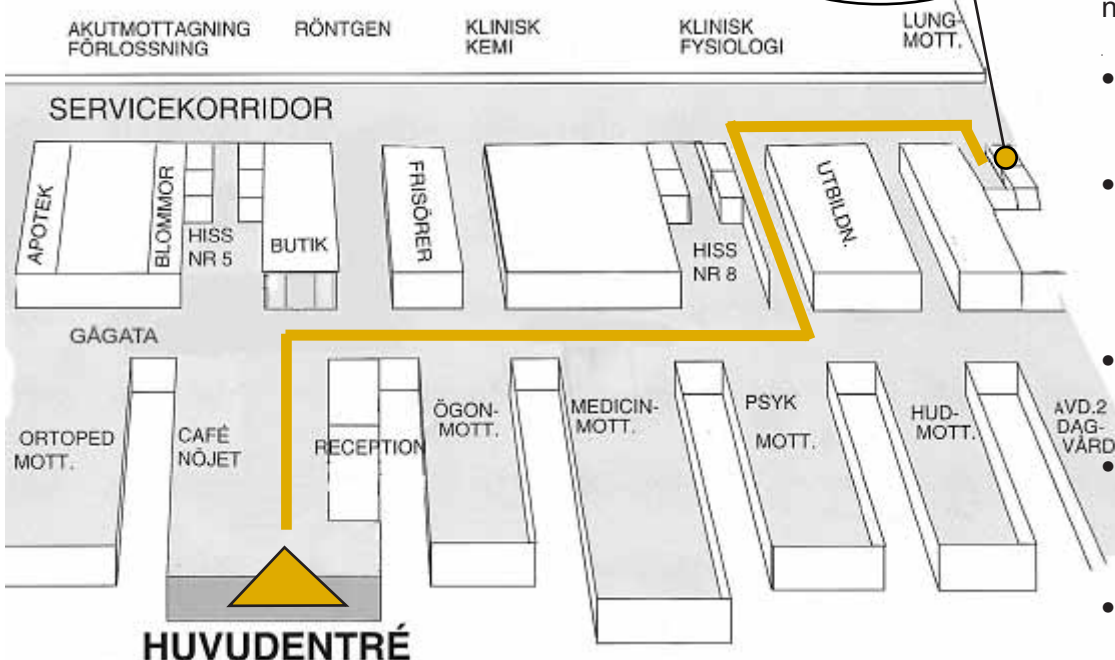 AKUTMOTTAGNING
FÖRLOSSNING
RÖNTGEN
KLINISK
KEMI
KLINISK
FYSIOLOGI
LUNG-
MOTT.
n
SERVICEKORRIDOR
APOTEK
BLOMMOR
HISS
NR 5
BUTIK
FRISÖRER
HISS
NR 8
UTBILDN.
GÅGATA
ORTOPED
MOTT.
CAFÉ
NÖJET
RECEPTION
ÖGON-
MOTT.
MEDICIN-
MOTT.
PSYK
MOTT.
HUD-
MOTT.
AVD.2
DAG-
VÅRD
HUVUDENTRÉ